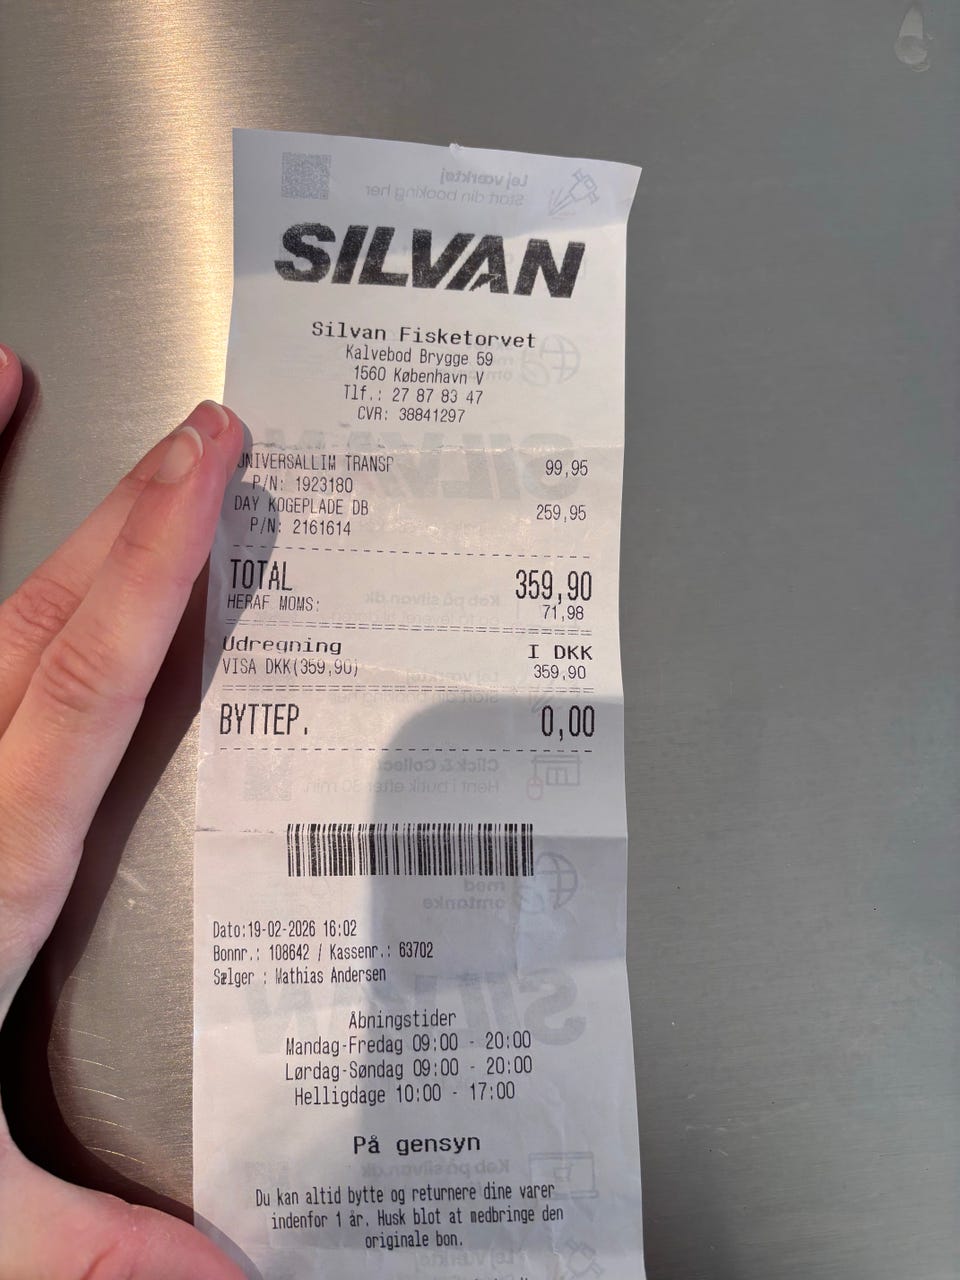 SILVAN
Silvan Fisketorvet
Kalvebod Brygge 59
1560 København V
Tlf.: 27 87 83 47
CVR: 38841297
UNIVERSALLIM TRANSP 99,95
P/N: 1923180
DAY KOGEPLADE DB 259,95
P/N: 2161614
TOTAL 359,90
HERAF MOMS: 71,98
Udregning I DKK
VISA DKK(359,90) 359,90
BYTTEP. 0,00
Dato:19-02-2026 16:02
Bonnr.: 108642 / Kassenr.: 63702
Sælger : Mathias Andersen
Åbningstider
Mandag-Fredag 09:00 - 20:00
Lørdag-Søndag 09:00 - 20:00
Helligdage 10:00 - 17:00
På gensyn
Du kan altid bytte og returnere dine varer
indenfor 1 år. Husk blot at medbringe den
originale bon.